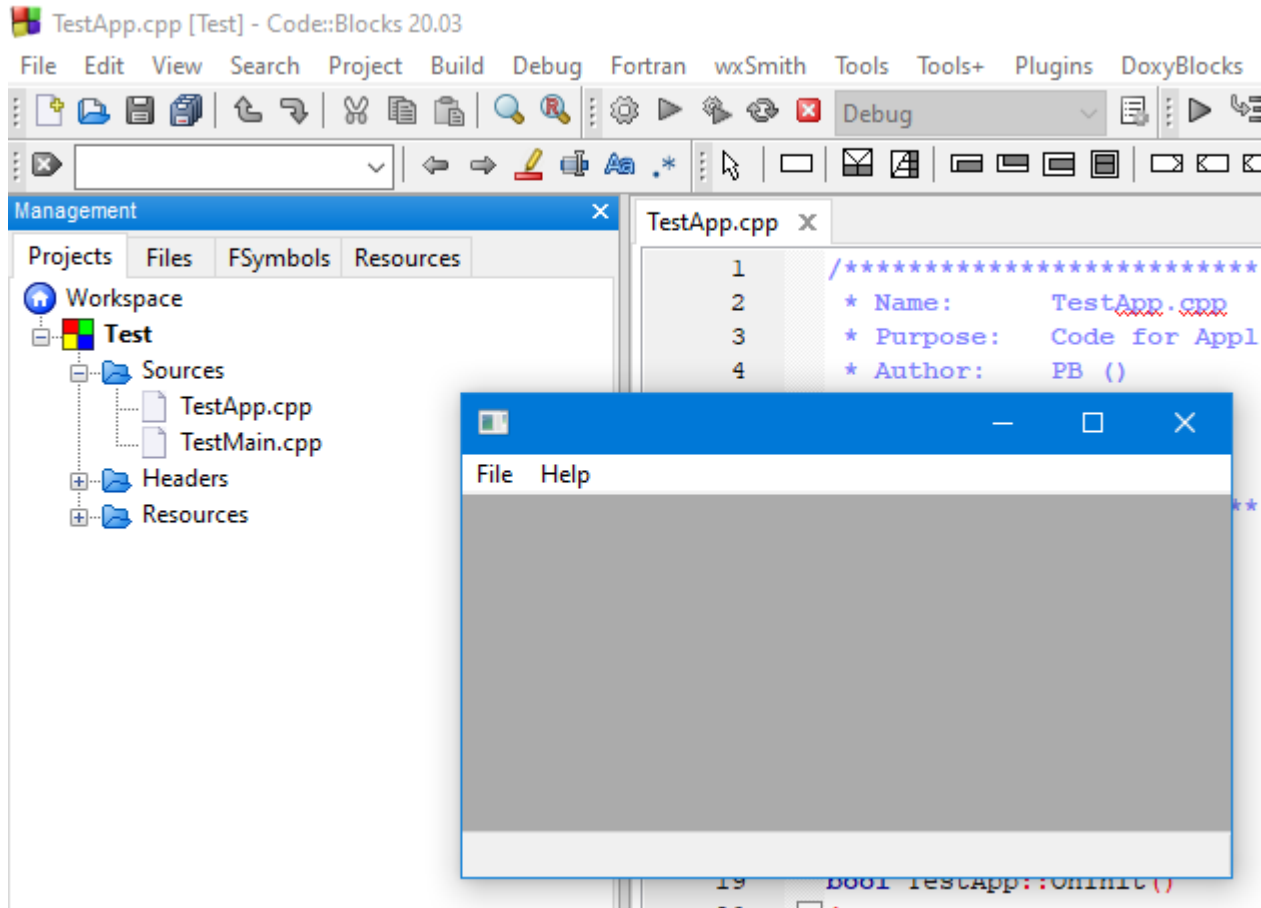 TestApp.cpp [Test] - Code::Blocks 20.03
File Edit View Search Project Build Debug Fortran wxSmith Tools Tools+ Plugins DoxyBlocks
Debug
Management
Projects Files FSymbols Resources
Workspace
Test
Sources
TestApp.cpp
TestMain.cpp
Headers
Resources
TestApp.cpp
1 /**************************
2 * Name: TestApp.cpp
3 * Purpose: Code for Appl
4 * Author: PB ()
File Help
**
19 bool TestApp::OnInit()